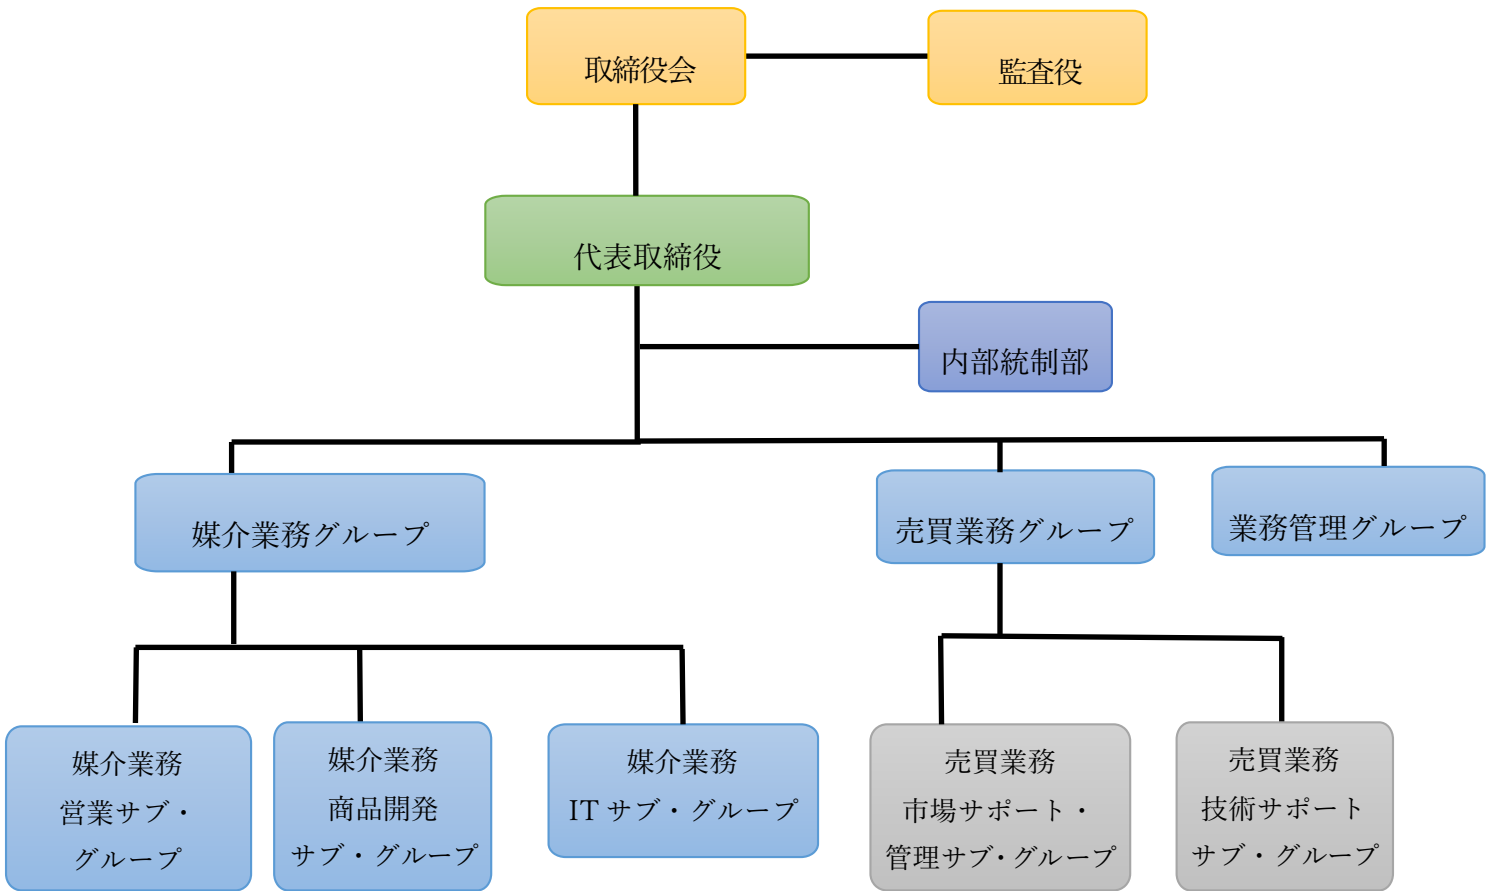 取締役会
監査役
代表取締役
内部統制部
媒介業務グループ
売買業務グループ
業務管理グループ
媒介業務
営業サブ・
グループ
媒介業務
商品開発
サブ・グループ
媒介業務
IT サブ・グループ
売買業務
市場サポート・
管理サブ・グループ
売買業務
技術サポート
サブ・グループ